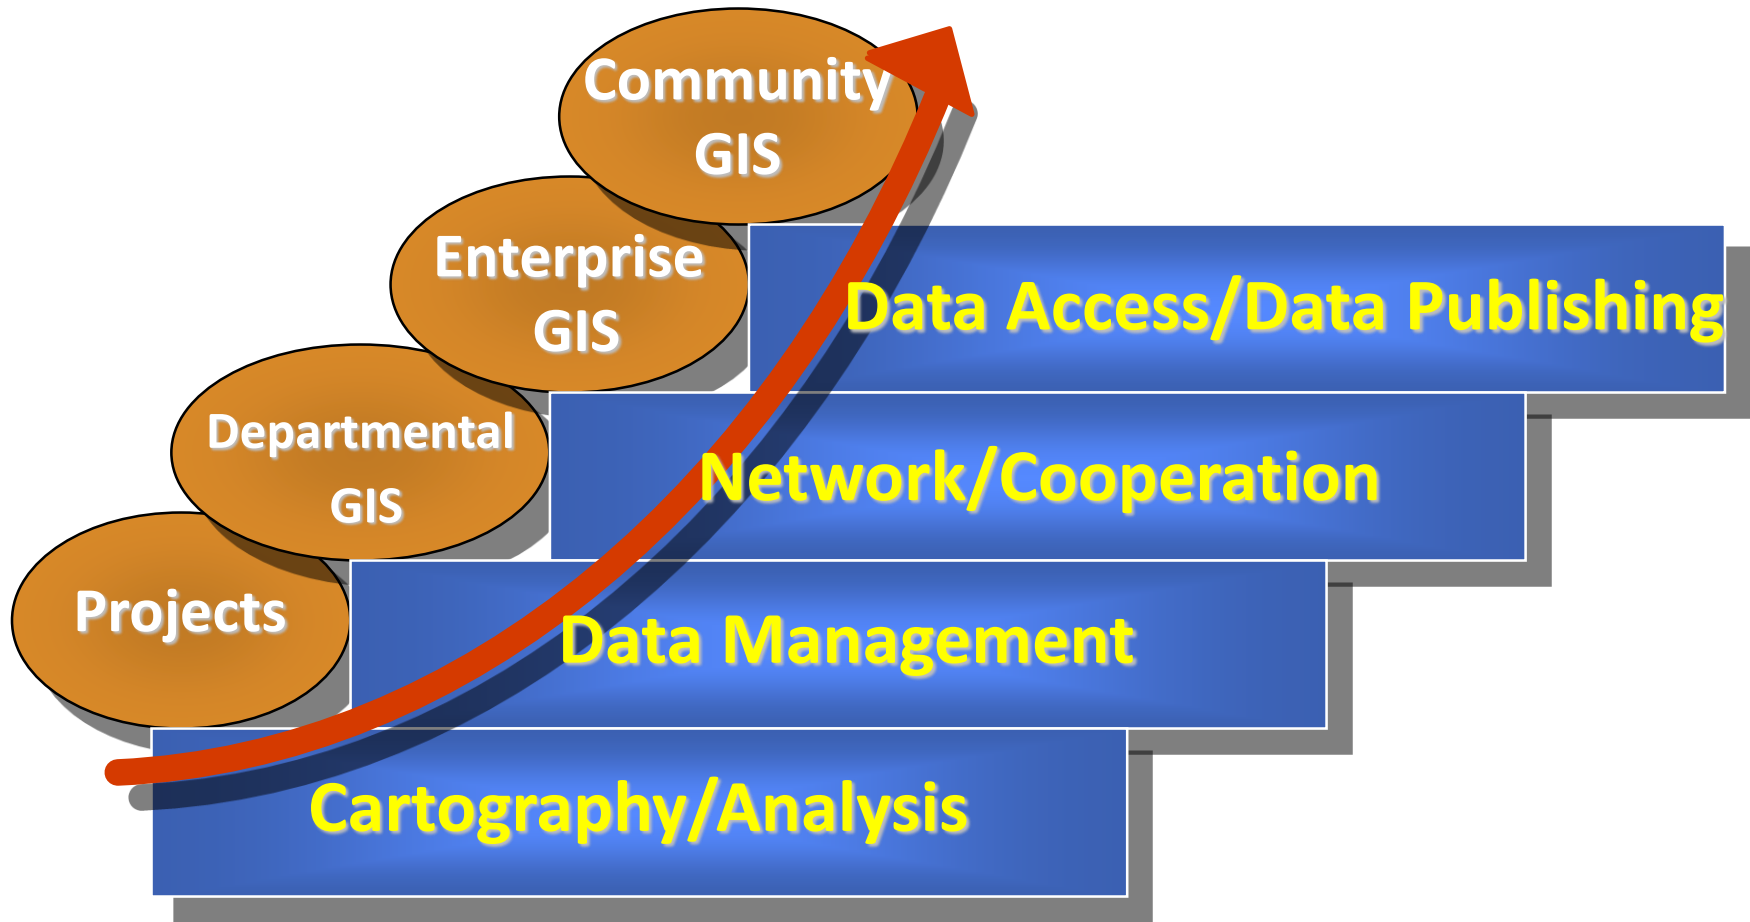 Community
GIS
Enterprise
GIS
Data Access/Data Publishing
Departmental
GIS
Network/Cooperation
Projects
Data Management
Cartography/Analysis